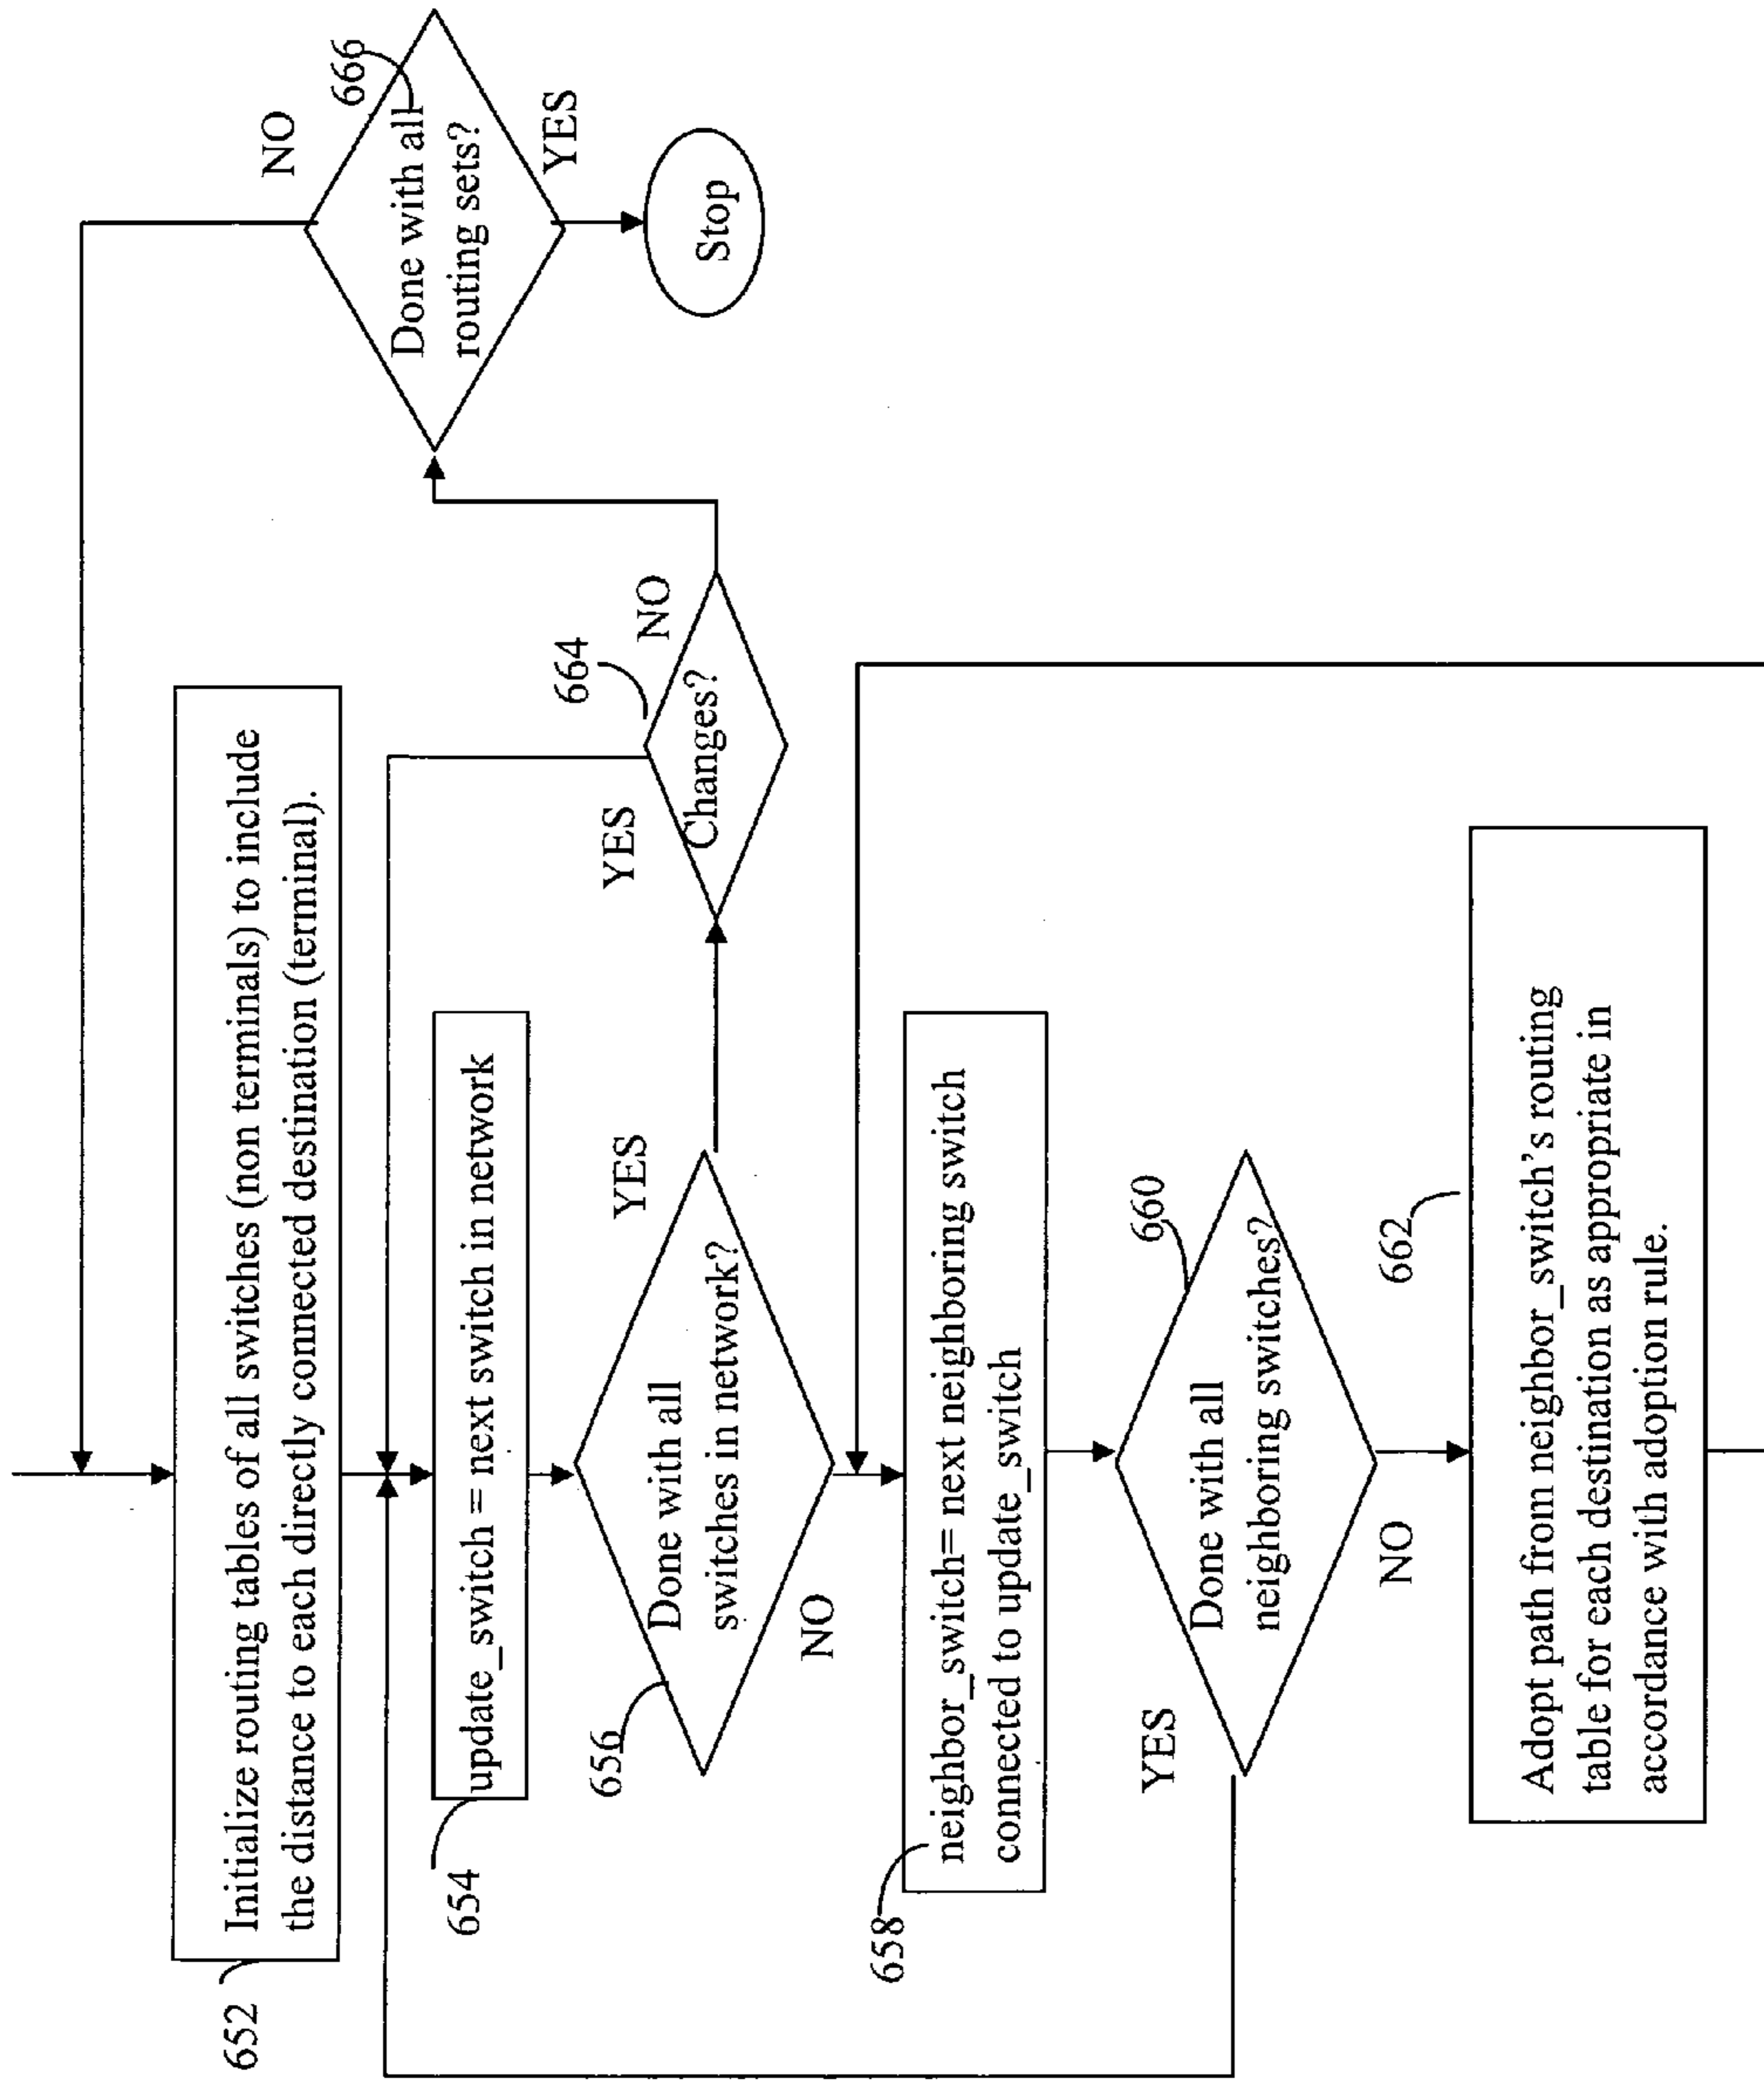 652
Initialize routing tables of all switches (non terminals) to include
the distance to each directly connected destination (terminal).
654
update_switch = next switch in network
656
Done with all
switches in network?
YES
NO
Changes?
664
YES
NO
Done with all
routing sets?
666
NO
YES
Stop
658
neighbor_switch= next neighboring switch
connected to update_switch
660
Done with all
neighboring switches?
YES
NO
662
Adopt path from neighbor_switch's routing
table for each destination as appropriate in
accordance with adoption rule.